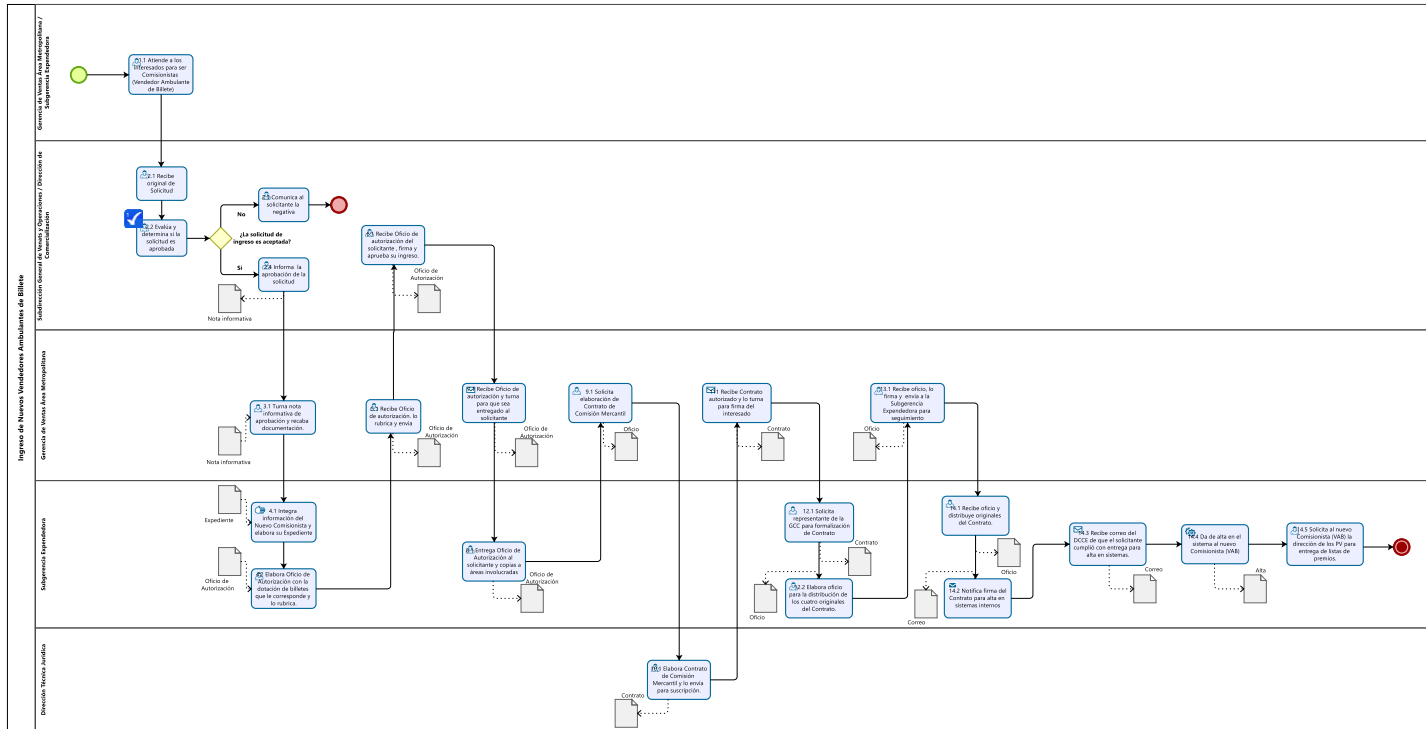 Ingreso de Nuevos Vendedores Ambulantes de Billete
Gerencia de Ventas Área Metropolitana /
Subgerencia Expendedora
1.1 Atiende a los
interesados para ser
Comisionistas
(Vendedor Ambulante
de Billete)
Subdirección General de Venats y Operaciones / Dirección de
Comercialización
2.1 Recibe
original de
Solicitud
2.2 Evalúa y
determina si la
solicitud es
aprobada
No
¿La solicitud de
ingreso es aceptada?
Si
Comunica al
solicitante la
negativa
Informa la
aprobación de la
solicitud
Nota informativa
Recibe Oficio de
autorización del
solicitante , firma y
aprueba su ingreso.
Oficio de
Autorización
Gerencia de Ventas Área Metropolitana
3.1 Turna nota
informativa de
aprobación y recaba
documentación.
Nota informativa
Recibe Oficio
de autorización. lo
rubrica y envía
Oficio de
Autorización
Recibe Oficio de
autorización y turna
para que sea
entregado al
solicitante
Oficio de
Autorización
9.1 Solicita
elaboración de
Contrato de
Comisión Mercantil
Oficio
Recibe Contrato
autorizado y lo turna
para firma del
interesado
Contrato
13.1 Recibe oficio, lo
firma y envía a la
Subgerencia
Expendedora para
seguimiento
Oficio
Subgerencia Expendedora
Expediente
4.1 Integra
información del
Nuevo Comisionista y
elabora su Expediente
Oficio de
Autorización
Elabora Oficio de
Autorización con la
dotación de billetes
que le corresponde y
lo rubrica.
Entrega Oficio de
Autorización al
solicitante y copias a
áreas involucradas
Oficio de
Autorización
12.1 Solicita
representante de la
GCC para formalización
de Contrato
Contrato
Oficio
12.2 Elabora oficio
para la distribución de
los cuatro originales
del Contrato.
14.1 Recibe oficio y
distribuye originales
del Contrato.
Oficio
Correo
14.2 Notifica firma del
Contrato para alta en
sistemas internos
14.3 Recibe correo del
DCCE de que el solicitante
cumplió con entrega para
alta en sistemas.
Correo
14.4 Da de alta en el
sistema al nuevo
Comisionista (VAB)
Alta
14.5 Solicita al nuevo
Comisionista (VAB) la
dirección de los PV para
entrega de listas de
premios.
Dirección Técnica Jurídica
Elabora Contrato
de Comisión
Mercantil y lo envía
para suscripción.
Contrato